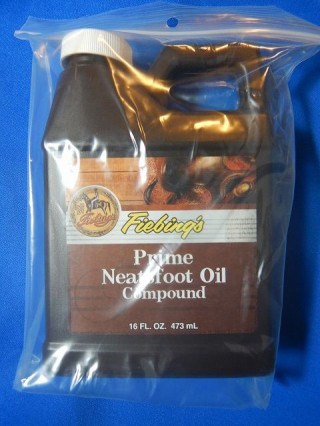 Fiebing's
Prime
Neatsfoot Oil
Compound
16 FL. OZ. 473 mL